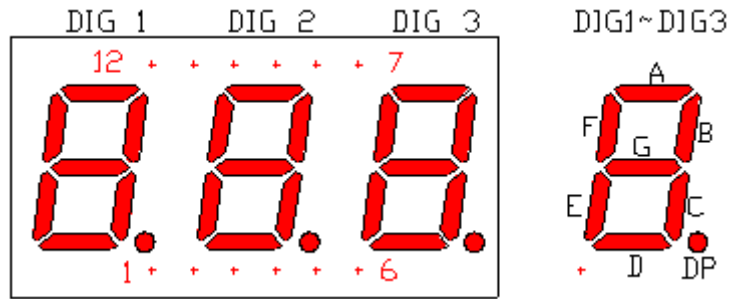 DIG 1 DIG 2 DIG 3 DIG1~DIG3
12 7
A
F B
G
E C
1 6 D DP